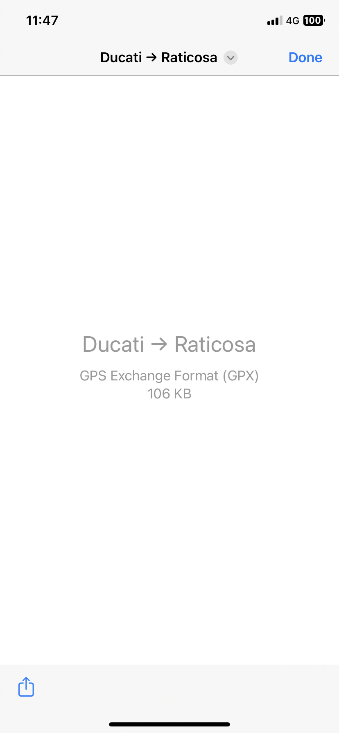 11:47
4G
100
Ducati → Raticosa
Done
Ducati → Raticosa
GPS Exchange Format (GPX)
106 KB